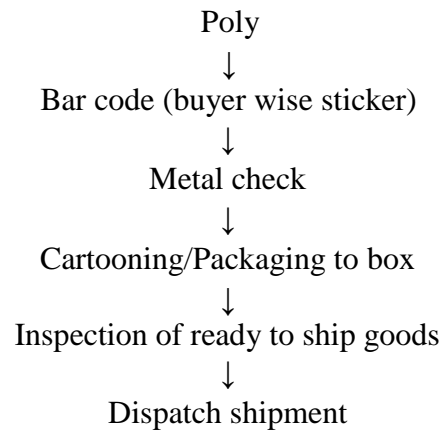 Poly
↓
Bar code (buyer wise sticker)
↓
Metal check
↓
Cartooning/Packaging to box
↓
Inspection of ready to ship goods
↓
Dispatch shipment